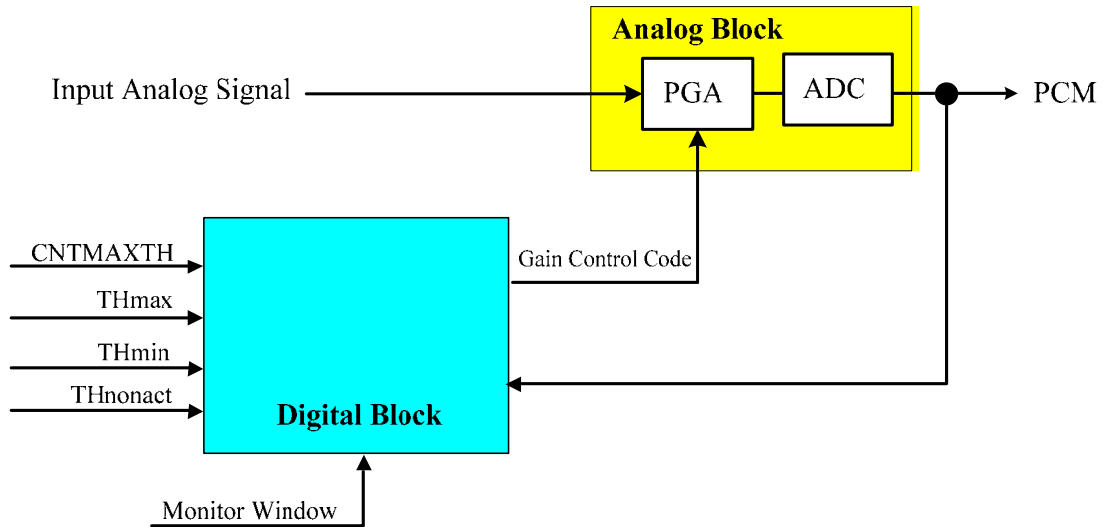 Analog Block
Input Analog Signal
PGA
ADC
PCM
CNTMAXTH
Gain Control Code
THmax
THmin
THnonact
Digital Block
Monitor Window